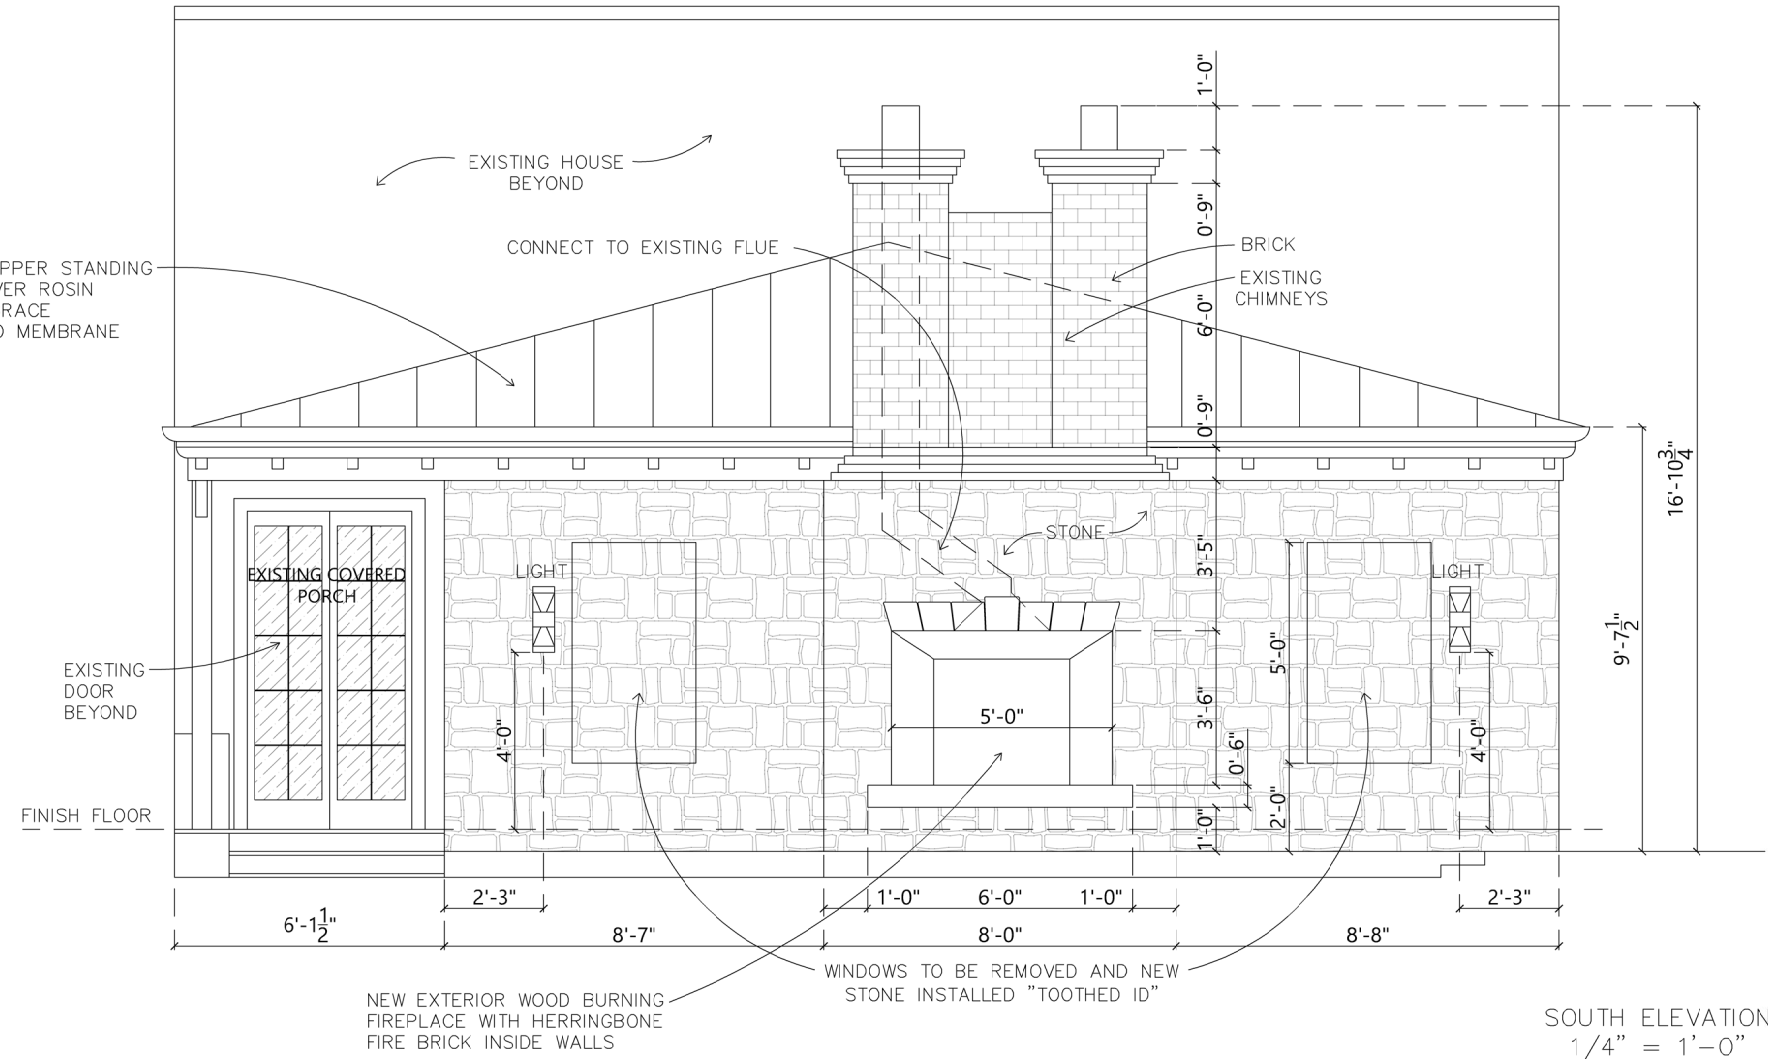 1'-0"
EXISTING HOUSE
BEYOND
CONNECT TO EXISTING FLUE
0'-9"
BRICK
EXISTING
CHIMNEYS
PPER STANDING
VER ROSIN
RACE
MEMBRANE
6'-0"
0'-9"
16'-10 3/4"
STONE
3'-5"
LIGHT
LIGHT
EXISTING COVERED
PORCH
9'-7 1/2"
5'-0"
EXISTING
DOOR
BEYOND
5'-0"
3'-6"
4'-0"
4'-0"
0'-6"
2'-0"
1'-0"
FINISH FLOOR
2'-3"
1'-0"
6'-0"
1'-0"
2'-3"
6'-1 1/2"
8'-7"
8'-0"
8'-8"
WINDOWS TO BE REMOVED AND NEW
STONE INSTALLED "TOOTHED ID"
NEW EXTERIOR WOOD BURNING
FIREPLACE WITH HERRINGBONE
FIRE BRICK INSIDE WALLS
SOUTH ELEVATION
1/4" = 1'-0"